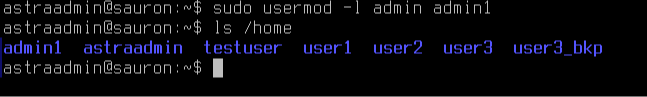 astraadmin@sauron:~$ sudo usermod -l admin admin1
astraadmin@sauron:~$ ls /home
admin1  astraadmin  testuser  user1  user2  user3  user3_bkp
astraadmin@sauron:~$